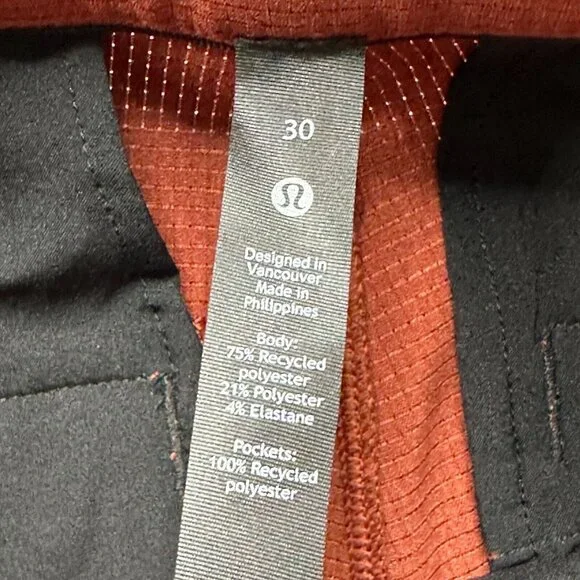 30
Designed in
Vancouver
Made in
Philippines
Body:
75% Recycled
polyester
21% Polyester
4% Elastane
Pockets:
100% Recycled
polyester